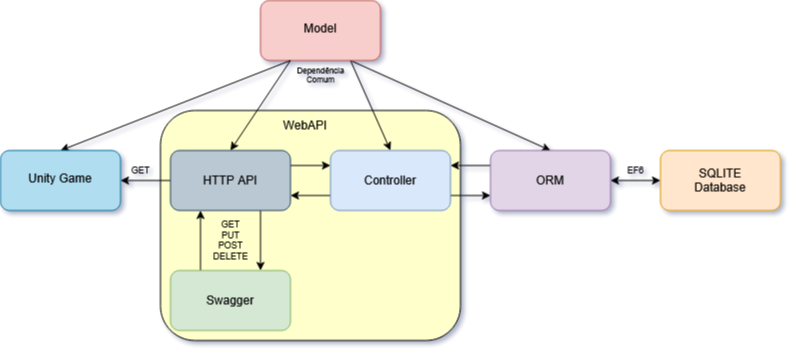 Model
Dependência
Comum
WebAPI
Unity Game
GET
HTTP API
Controller
ORM
EF6
SQLITE
Database
GET
PUT
POST
DELETE
Swagger